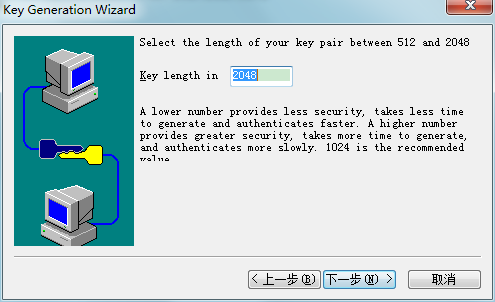 Key Generation Wizard
Select the length of your key pair between 512 and 2048
Key length in 2048
A lower number provides less security, takes less time
to generate and authenticates faster. A higher number
provides greater security, takes more time to generate,
and authenticates more slowly. 1024 is the recommended
value
< 上一步(B) 下一步(N) > 取消